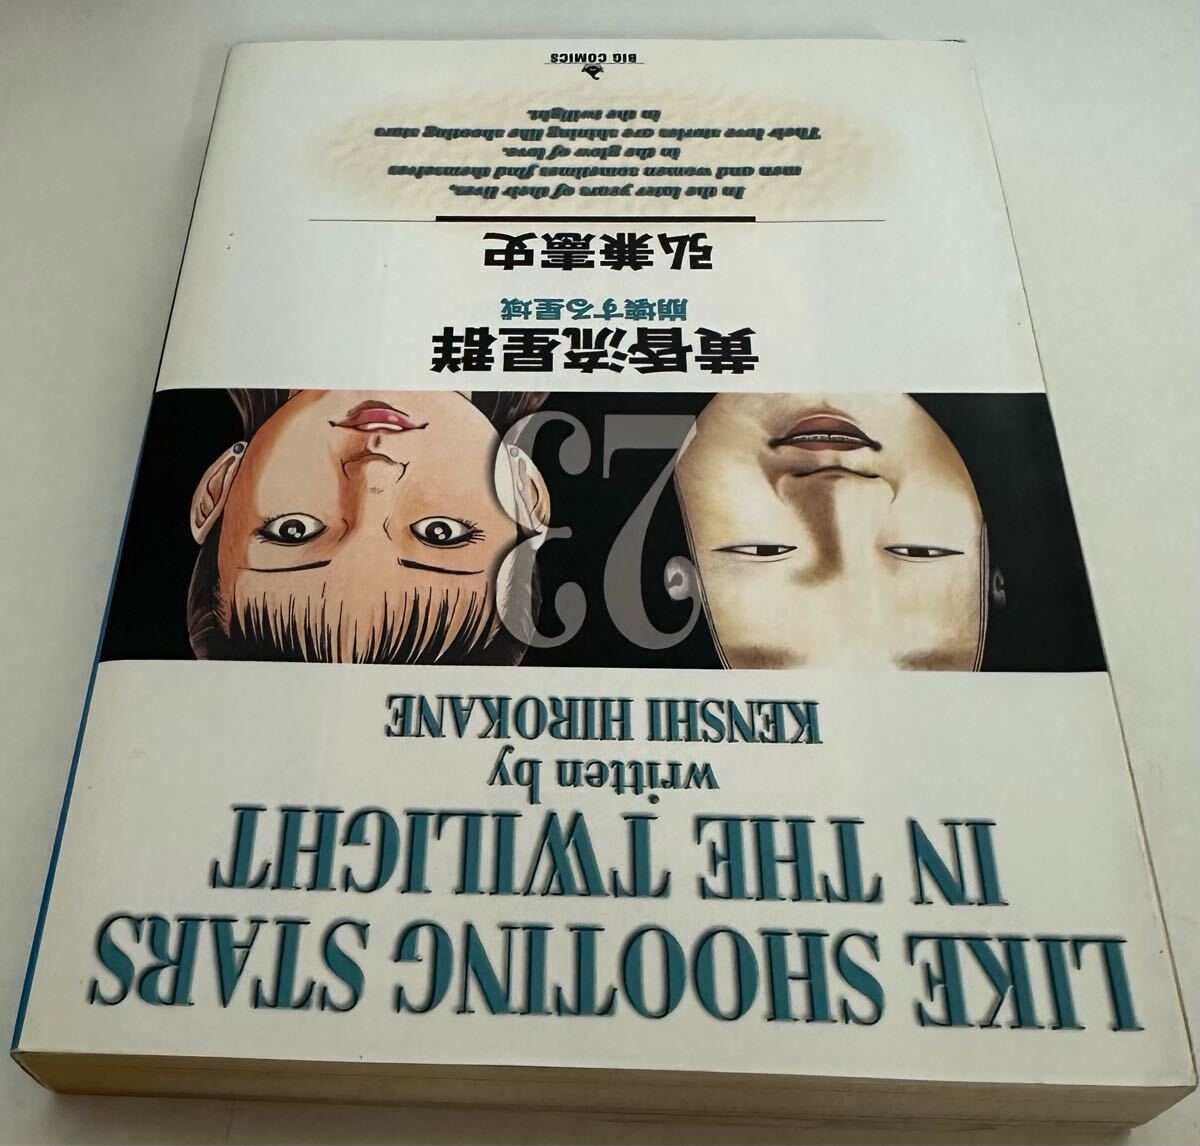 LIKE SHOOTING STARS
IN THE TWILIGHT
written by
KENSHI HIROKANE
23
黄昏流星群
崩壊する星域
弘兼憲史
In the later years of their lives,
men and women sometimes find themselves
in the glow of love.
Their love stories are shining like shooting stars
in the twilight.
BIG COMICS